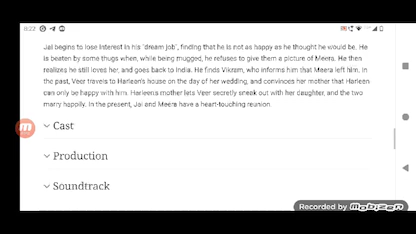 8:22
Jai begins to lose interest in his "dream job", finding that he is not as happy as he thought he would be. He
is beaten by some thugs when, while being mugged, he refuses to give them a picture of Meera. He then
realizes he still loves her, and goes back to India. He finds Vikram, who informs him that Meera left him. In
the past, Veer travels to Harleen's house on the day of her wedding, and convinces her mother that Harleen
can only be happy with him. Harleen's mother lets Veer secretly sneak out with her daughter, and the two
marry happily. In the present, Jai and Meera have a heart-touching reunion.
Cast
Production
Soundtrack
Recorded by Mobizen